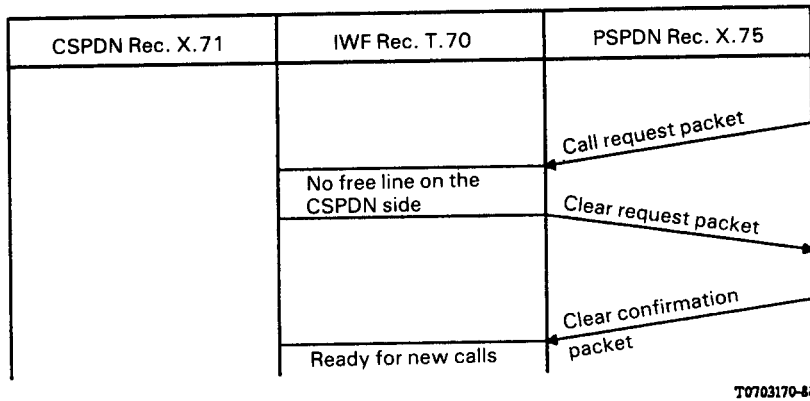 CSPDN Rec. X.71
IWF Rec. T.70
PSPDN Rec. X.75
Call request packet
No free line on the
CSPDN side
Clear request packet
Clear confirmation
packet
Ready for new calls